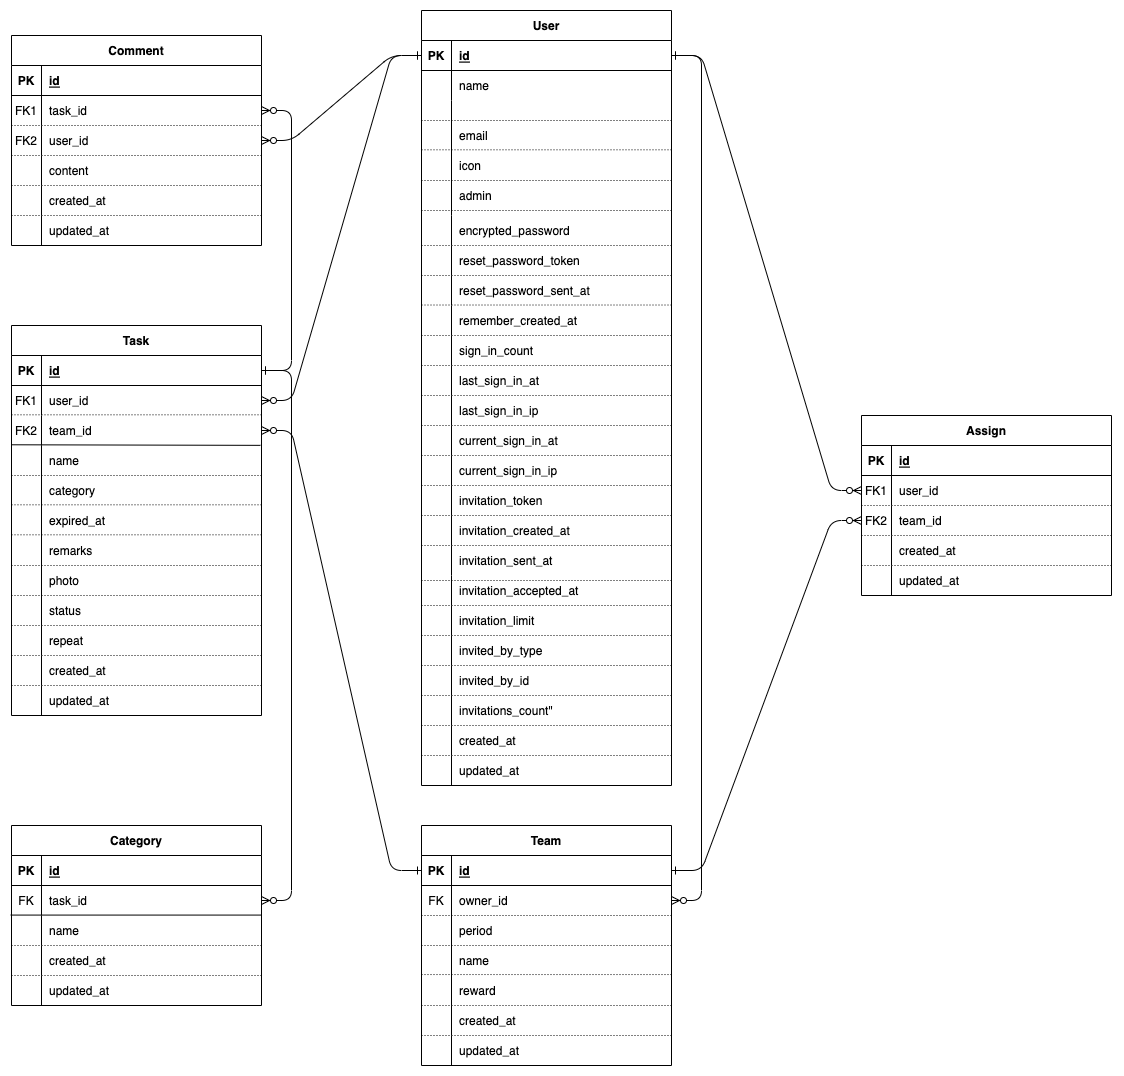 Comment
PK id
FK1 task_id
FK2 user_id
content
created_at
updated_at
Task
PK id
FK1 user_id
FK2 team_id
name
category
expired_at
remarks
photo
status
repeat
created_at
updated_at
Category
PK id
FK task_id
name
created_at
updated_at
User
PK id
name
email
icon
admin
encrypted_password
reset_password_token
reset_password_sent_at
remember_created_at
sign_in_count
last_sign_in_at
last_sign_in_ip
current_sign_in_at
current_sign_in_ip
invitation_token
invitation_created_at
invitation_sent_at
invitation_accepted_at
invitation_limit
invited_by_type
invited_by_id
invitations_count"
created_at
updated_at
Team
PK id
FK owner_id
period
name
reward
created_at
updated_at
Assign
PK id
FK1 user_id
FK2 team_id
created_at
updated_at